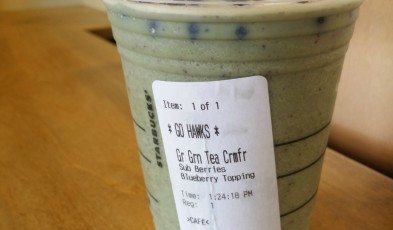 Item: 1 of 1
* GO HAWKS *
Gr Grn Tea Crmfr
Sub Berries
Blueberry Topping
Time: 1:24:18 PM
Reg: 1
>CAFE<
STARBUCKS